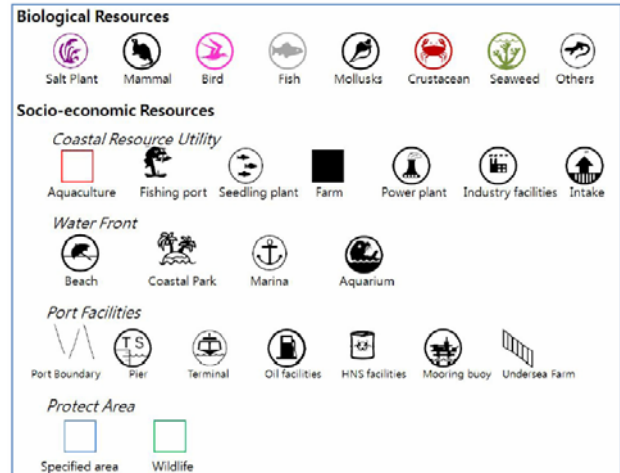 Biological Resources
Salt Plant Mammal Bird Fish Mollusks Crustacean Seaweed Others
Socio-economic Resources
Coastal Resource Utility
Aquaculture Fishing port Seedling plant Farm Power plant Industry facilities Intake
Water Front
Beach Coastal Park Marina Aquarium
Port Facilities
T S
Port Boundary Pier Terminal Oil facilities HNS facilities Mooring buoy Undersea Farm
Protect Area
Specified area Wildlife